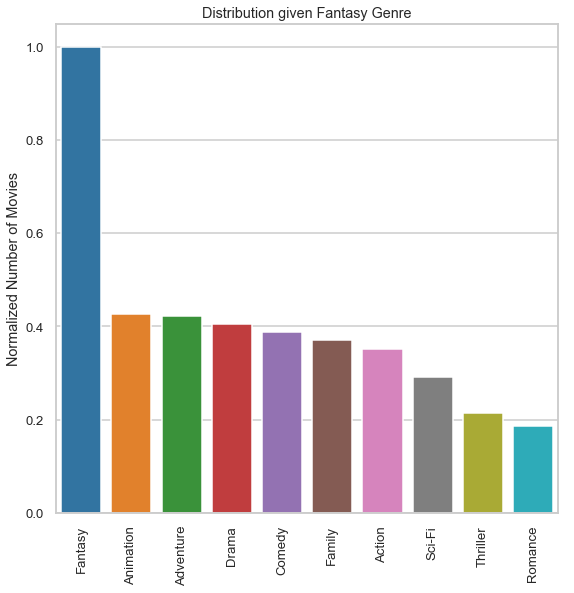 Distribution given Fantasy Genre
Normalized Number of Movies
1.0
0.8
0.6
0.4
0.2
0.0
Fantasy
Animation
Adventure
Drama
Comedy
Family
Action
Sci-Fi
Thriller
Romance